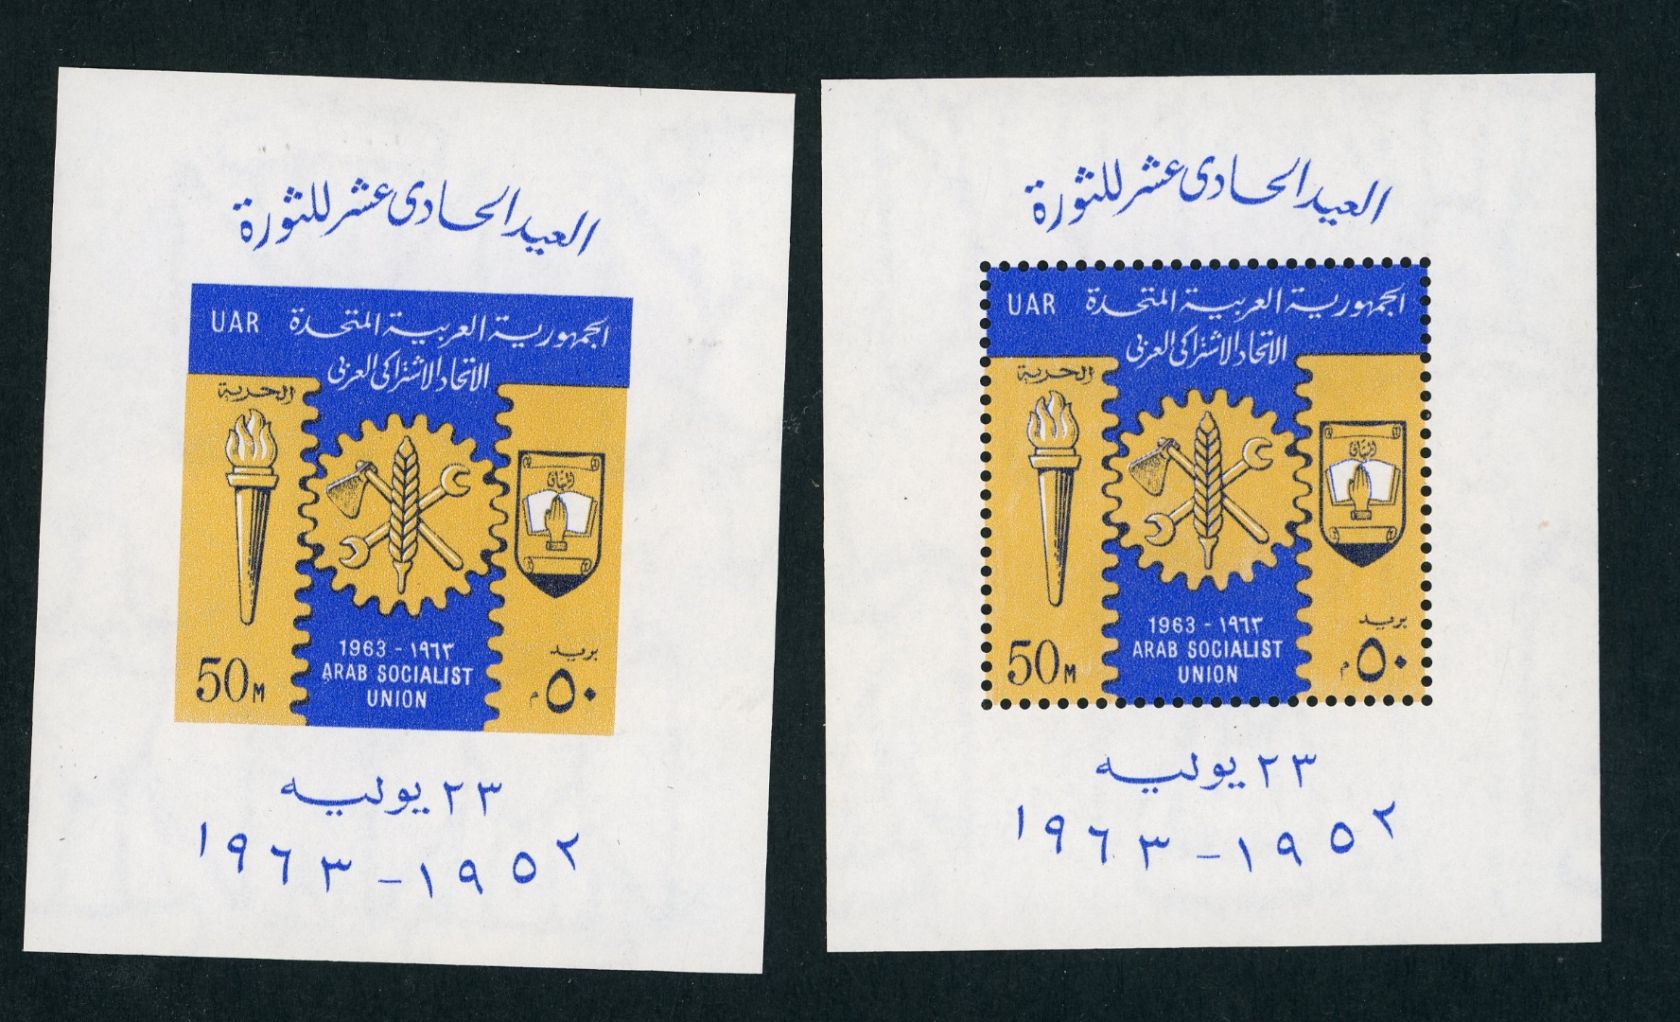 العيد الحادى عشر للثورة
UAR الجمهورية العربية المتحدة
الاتحاد الاشتراكى العربى
الحرية
1963 - ١٩٦٣
ARAB SOCIALIST
UNION
50M
بريد
٥٠م
٢٣ يوليه
١٩٥٢ - ١٩٦٣
العيد الحادى عشر للثورة
UAR الجمهورية العربية المتحدة
الاتحاد الاشتراكى العربى
الحرية
1963 - ١٩٦٣
ARAB SOCIALIST
UNION
50M
بريد
٥٠م
٢٣ يوليه
١٩٥٢ - ١٩٦٣